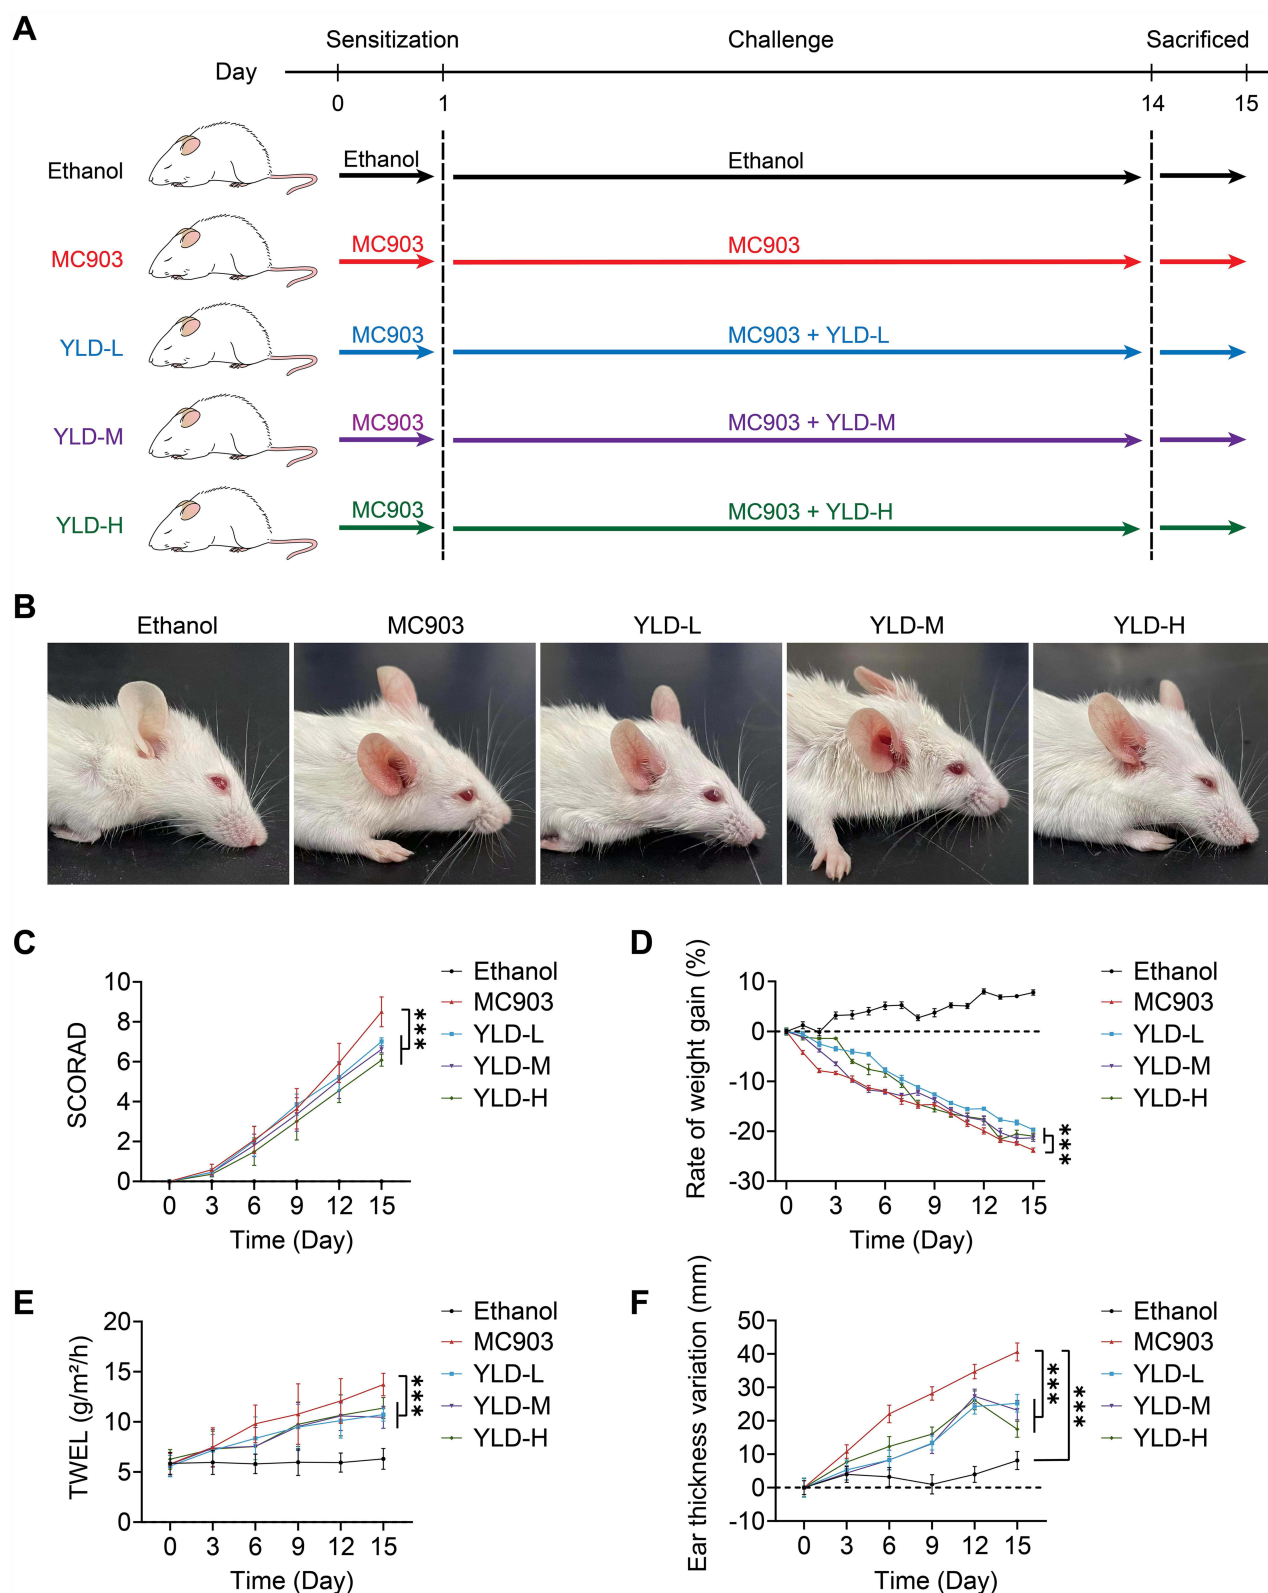 A
Sensitization Challenge Sacrificed
Day
0 1 14 15
Ethanol Ethanol Ethanol
MC903 MC903 MC903
YLD-L MC903 MC903 + YLD-L
YLD-M MC903 MC903 + YLD-M
YLD-H MC903 MC903 + YLD-H
B
Ethanol MC903 YLD-L YLD-M YLD-H
C
SCORAD
10
8
6
4
2
0
0 3 6 9 12 15
Time (Day)
Ethanol
MC903
YLD-L
YLD-M
YLD-H
***
D
Rate of weight gain (%)
10
0
-10
-20
-30
0 3 6 9 12 15
Time (Day)
Ethanol
MC903
YLD-L
YLD-M
YLD-H
***
E
TWEL (g/m²/h)
20
15
10
5
0
0 3 6 9 12 15
Time (Day)
Ethanol
MC903
YLD-L
YLD-M
YLD-H
***
F
Ear thickness variation (mm)
50
40
30
20
10
0
-10
0 3 6 9 12 15
Time (Day)
Ethanol
MC903
YLD-L
YLD-M
YLD-H
***
***